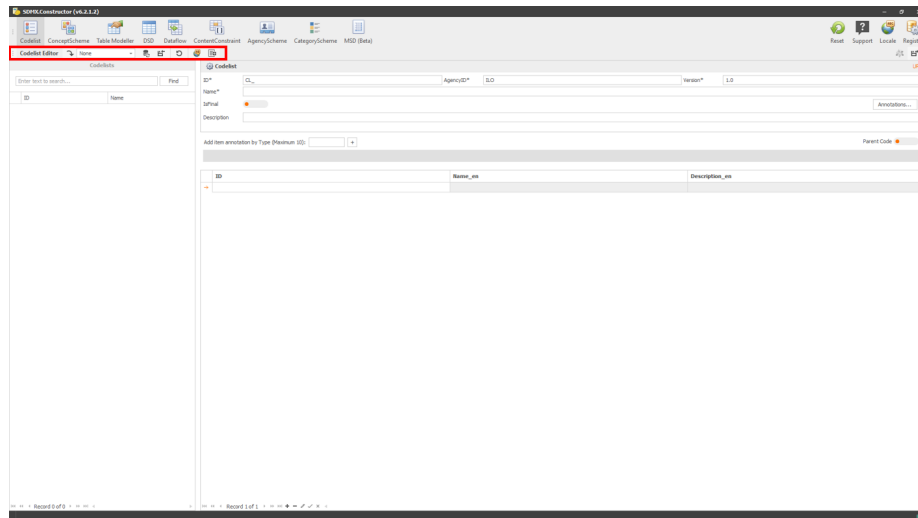 SDMX.Constructor (v6.2.1.2)
Codelist ConceptScheme Table Modeller DSD Dataflow ContentConstraint AgencyScheme CategoryScheme MSD (Beta) Reset Support Locale Regist
Codelist Editor None
Codelists
Codelist
Enter text to search... Find
ID Name
ID* CL_ AgencyID* ILO Version* 1.0
Name*
IsFinal Annotations...
Description
Add item annotation by Type (Maximum 10): + Parent Code
ID Name_en Description_en
Record 0 of 0
Record 1 of 1